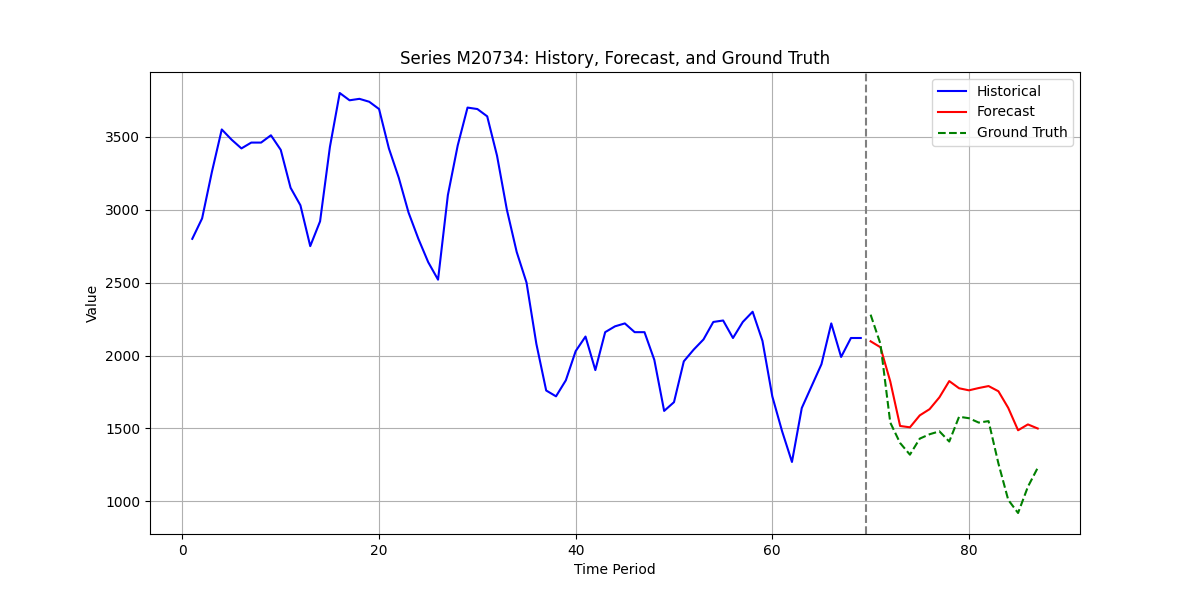 Series M20734: History, Forecast, and Ground Truth
Historical
Forecast
Ground Truth
Value
3500
3000
2500
2000
1500
1000
0 20 40 60 80
Time Period